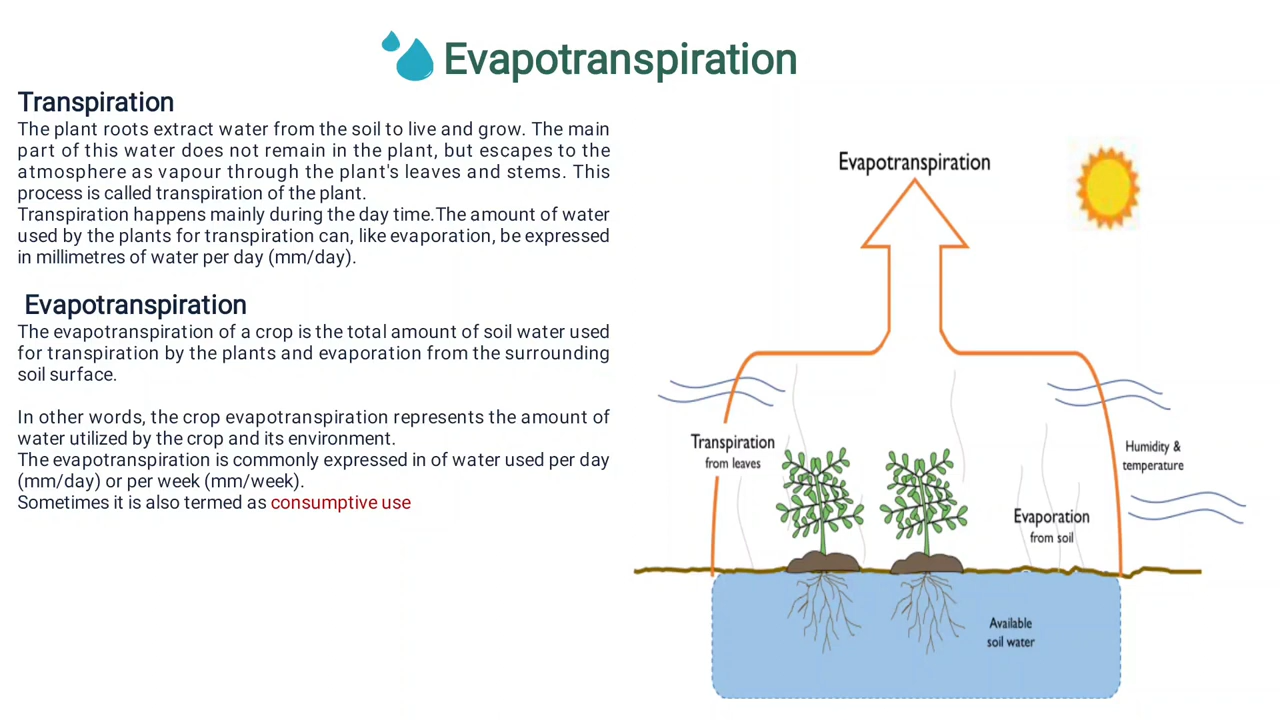 Evapotranspiration
Transpiration
The plant roots extract water from the soil to live and grow. The main
part of this water does not remain in the plant, but escapes to the
atmosphere as vapour through the plant's leaves and stems. This
process is called transpiration of the plant.
Transpiration happens mainly during the day time.The amount of water
used by the plants for transpiration can, like evaporation, be expressed
in millimetres of water per day (mm/day).
Evapotranspiration
The evapotranspiration of a crop is the total amount of soil water used
for transpiration by the plants and evaporation from the surrounding
soil surface.
In other words, the crop evapotranspiration represents the amount of
water utilized by the crop and its environment.
The evapotranspiration is commonly expressed in of water used per day
(mm/day) or per week (mm/week).
Sometimes it is also termed as consumptive use
Evapotranspiration
Transpiration
from leaves
Humidity &
temperature
Evaporation
from soil
Available
soil water